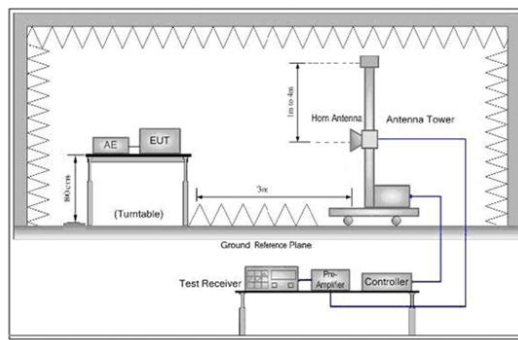 1m to 4m
Horn Antenna
Antenna Tower
AE
EUT
(Turntable)
3m
Ground Reference Plane
Test Receiver
Pre-
Amplifier
Controller